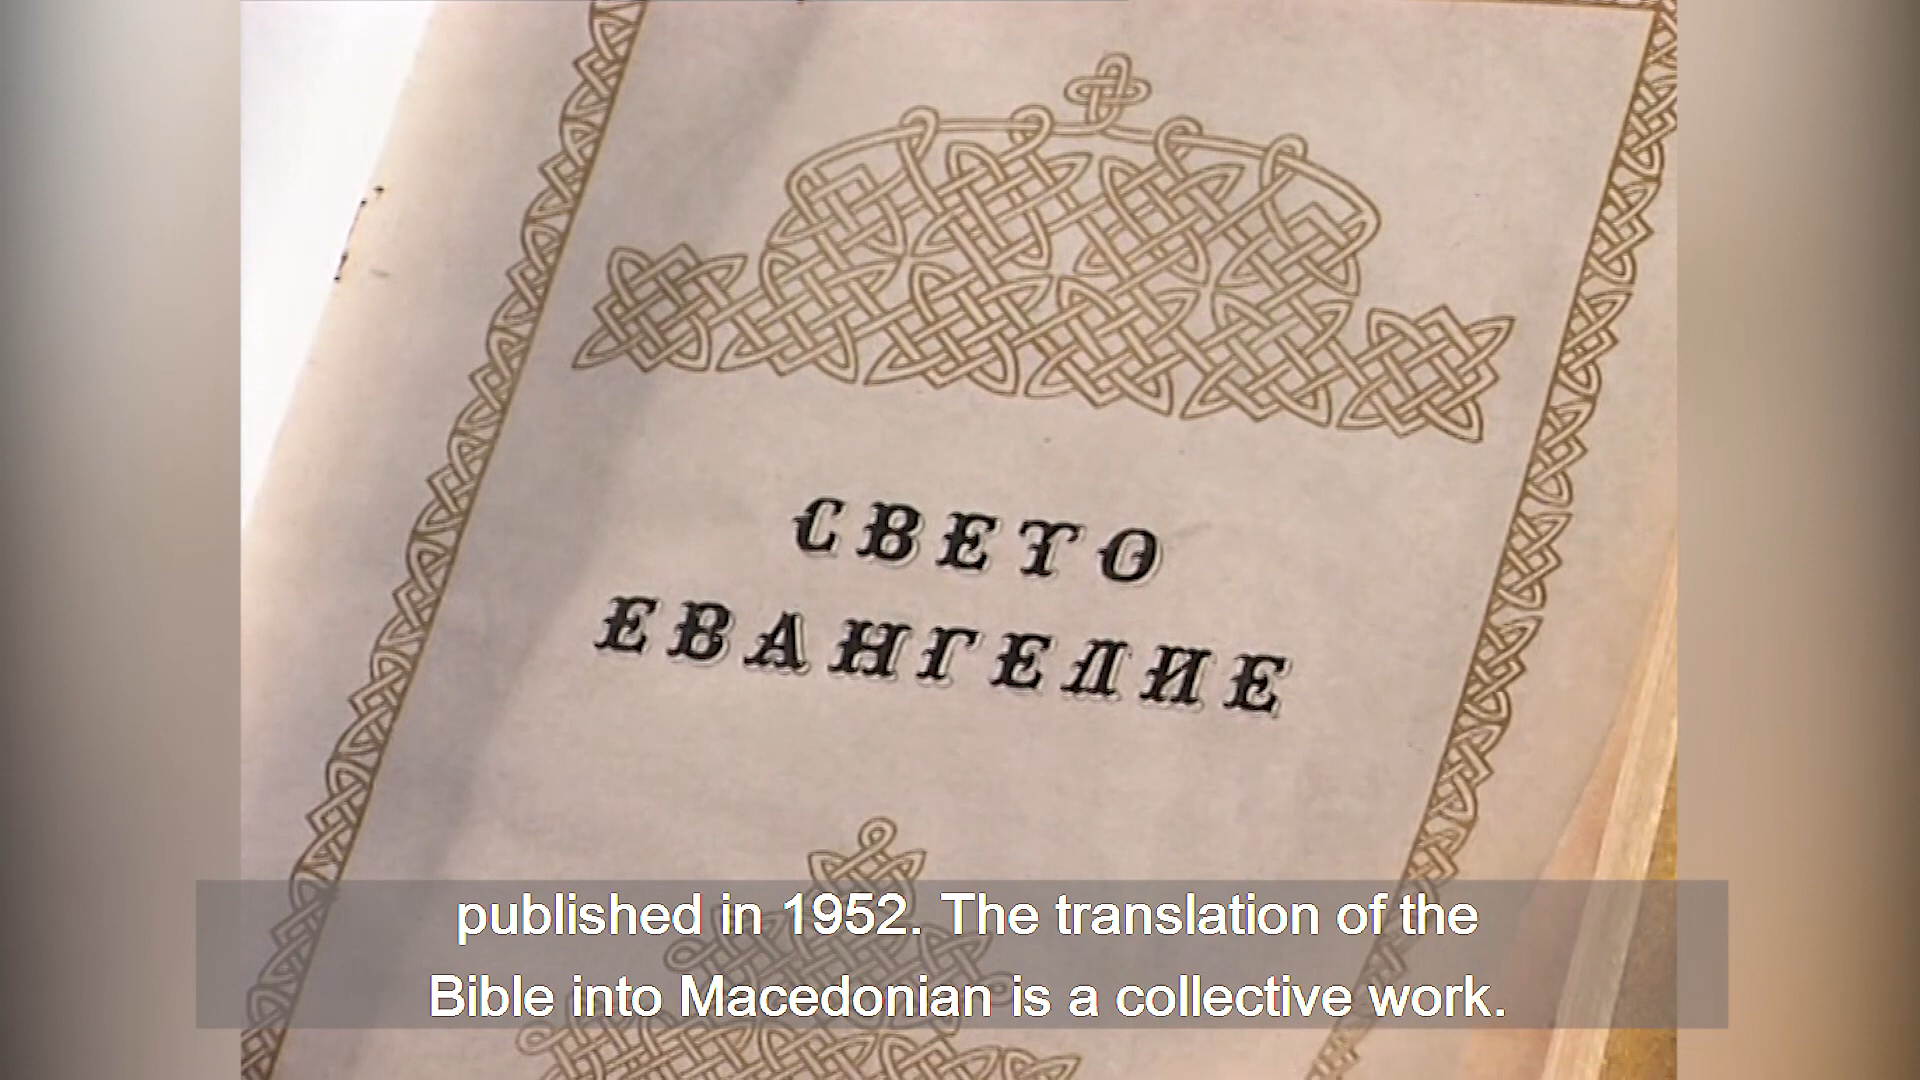 СВЕТО
ЕВАНГЕЛИЕ
published in 1952. The translation of the
Bible into Macedonian is a collective work.